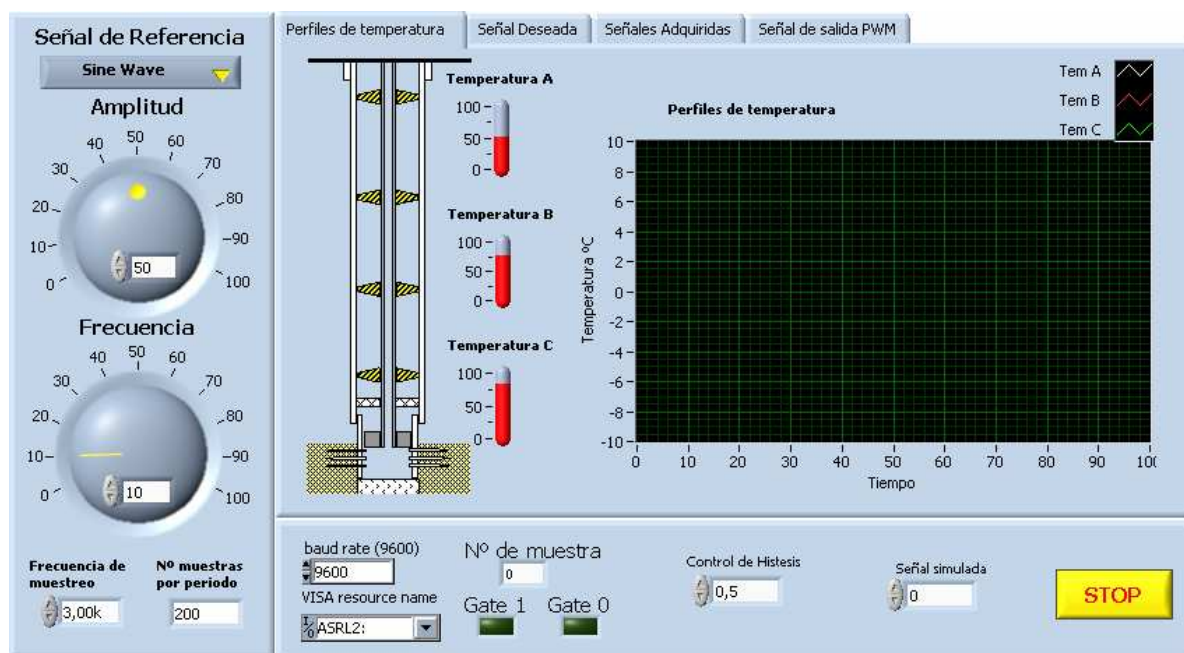 Señal de Referencia
Sine Wave
Amplitud
0 10 20 30 40 50 60 70 80 90 100
50
Frecuencia
0 10 20 30 40 50 60 70 80 90 100
10
Frecuencia de muestreo
3,00k
Nº muestras por periodo
200
Perfiles de temperatura
Señal Deseada
Señales Adquiridas
Señal de salida PWM
Temperatura A
100
50
0
Temperatura B
100
50
0
Temperatura C
100
50
0
Perfiles de temperatura
Tem A
Tem B
Tem C
Temperatura ºC
10
8
6
4
2
0
-2
-4
-6
-8
-10
0 10 20 30 40 50 60 70 80 90 10(
Tiempo
baud rate (9600)
9600
VISA resource name
I/0 ASRL2:
Nº de muestra
0
Gate 1 Gate 0
Control de Histesis
0,5
Señal simulada
0
STOP